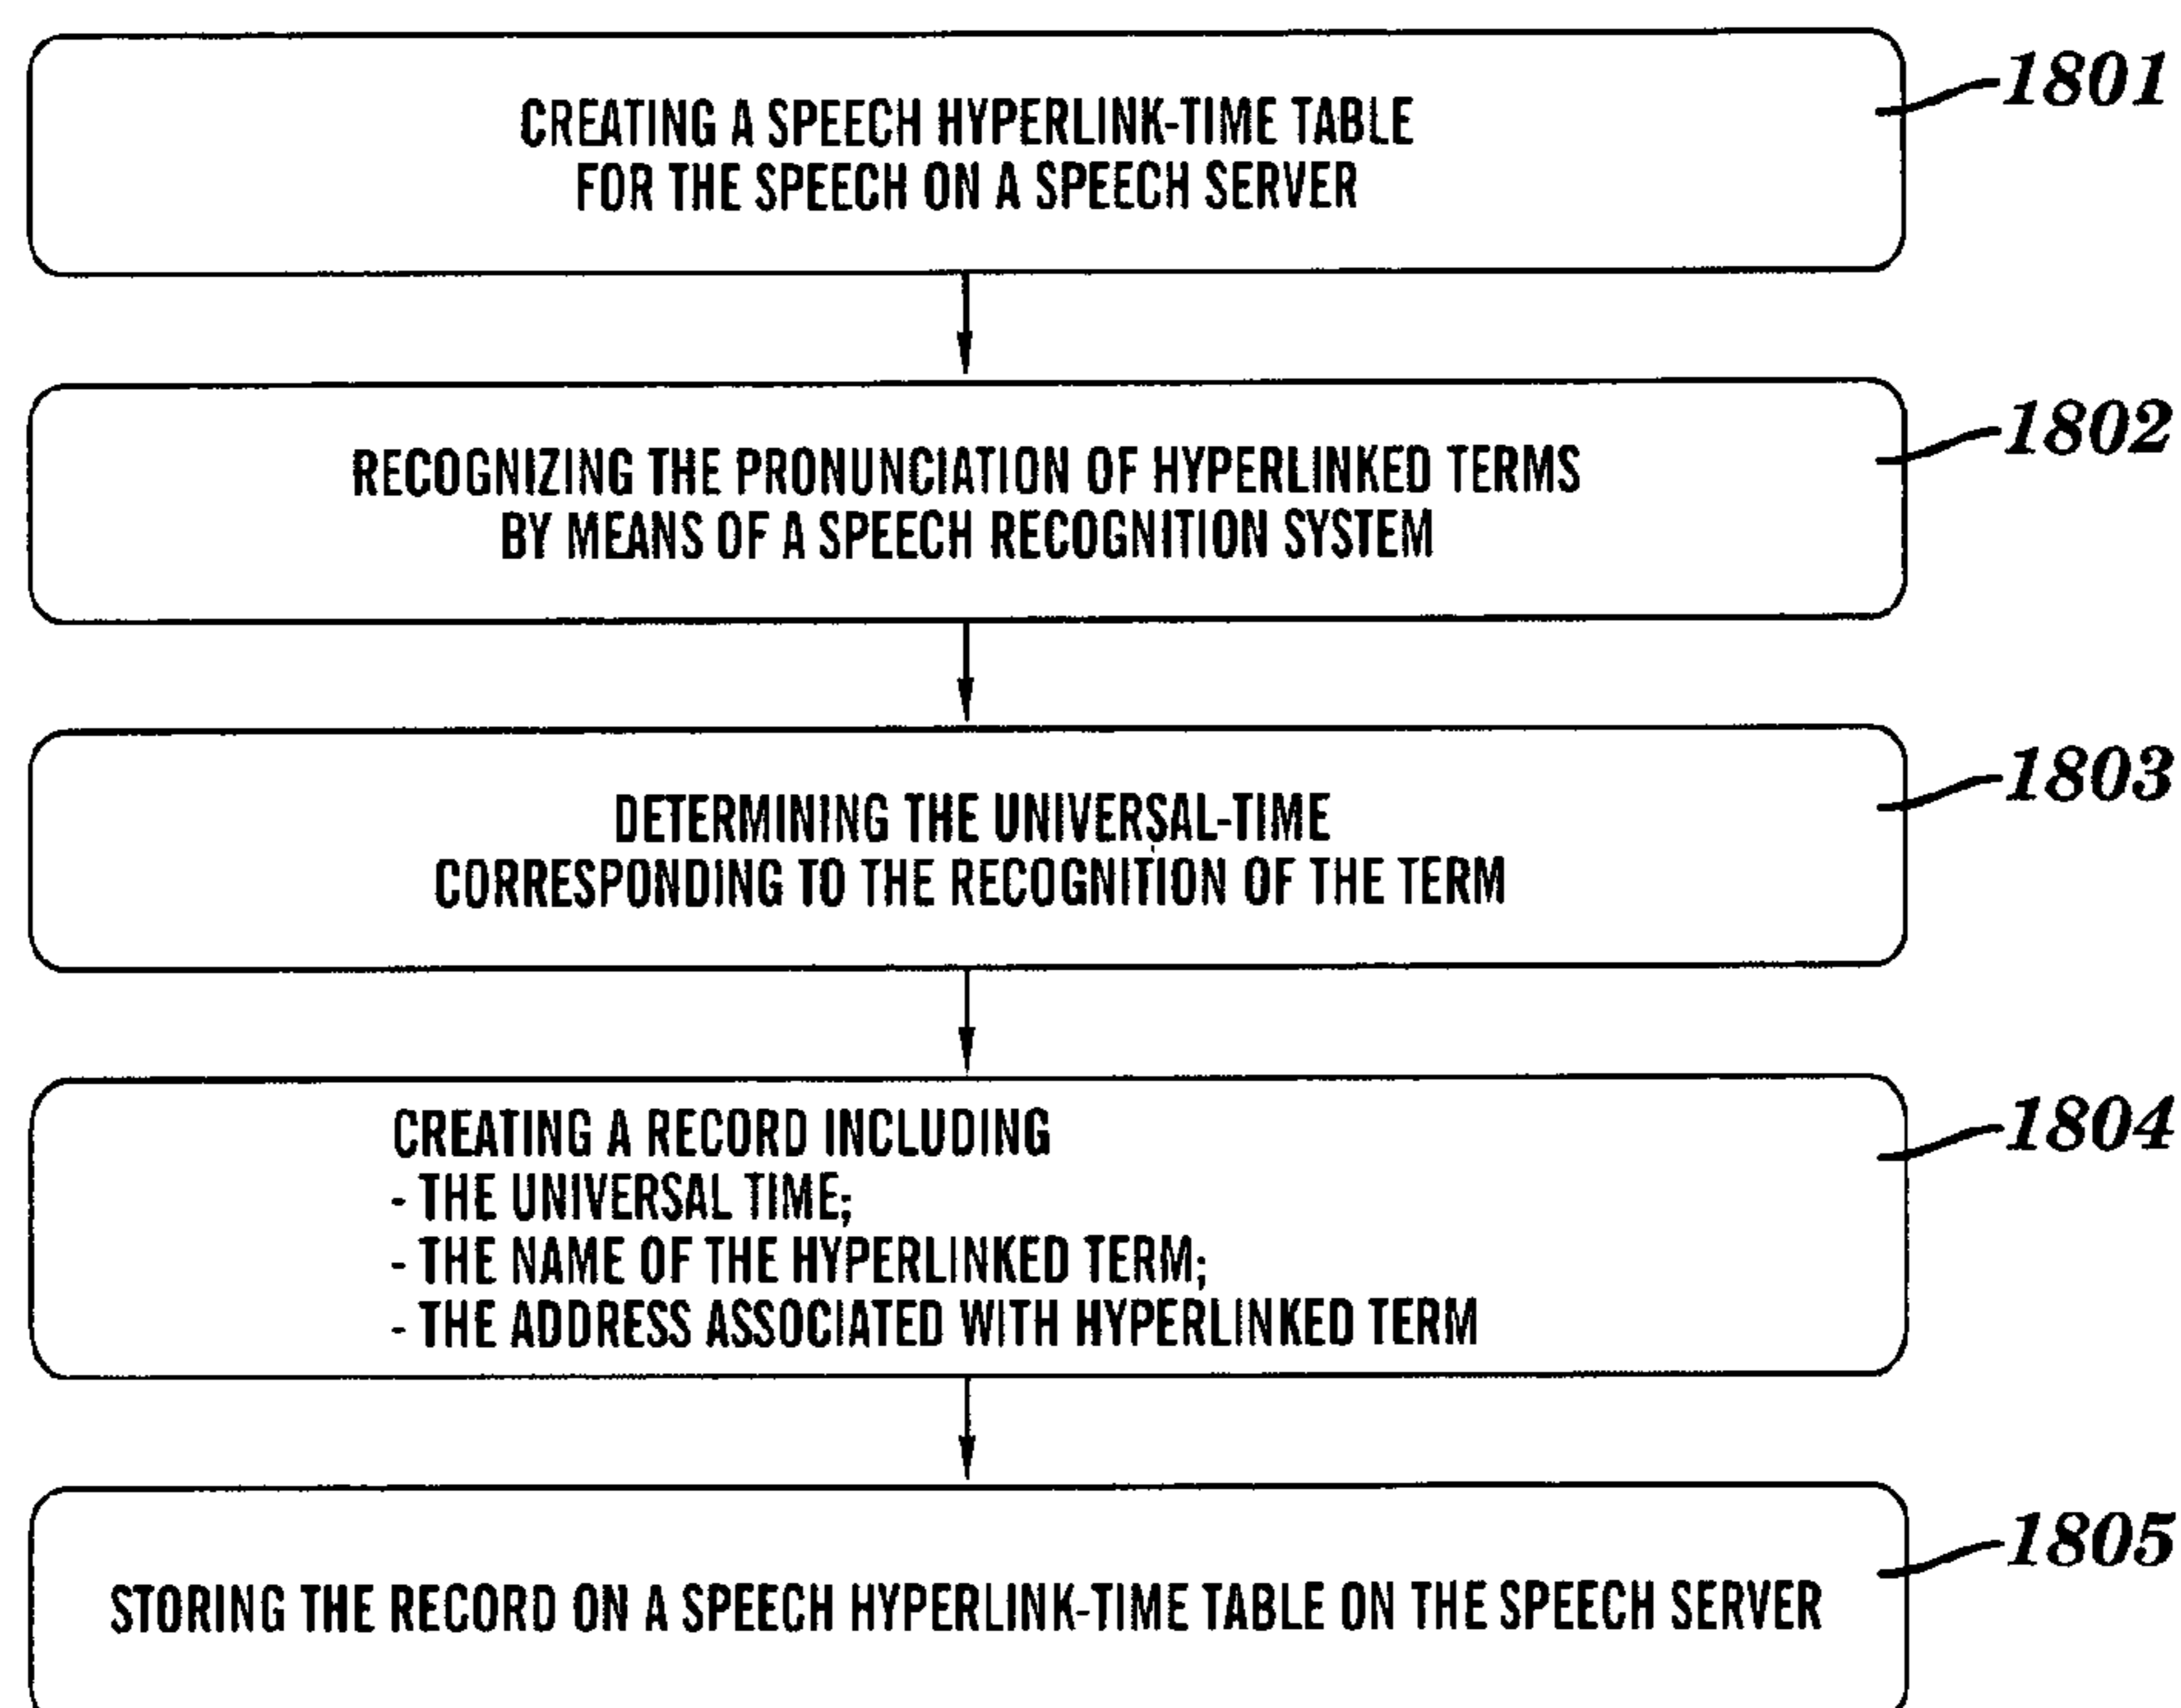 CREATING A SPEECH HYPERLINK-TIME TABLE
FOR THE SPEECH ON A SPEECH SERVER
1801
RECOGNIZING THE PRONUNCIATION OF HYPERLINKED TERMS
BY MEANS OF A SPEECH RECOGNITION SYSTEM
1802
DETERMINING THE UNIVERSAL-TIME
CORRESPONDING TO THE RECOGNITION OF THE TERM
1803
CREATING A RECORD INCLUDING
- THE UNIVERSAL TIME;
- THE NAME OF THE HYPERLINKED TERM;
- THE ADDRESS ASSOCIATED WITH HYPERLINKED TERM
1804
STORING THE RECORD ON A SPEECH HYPERLINK-TIME TABLE ON THE SPEECH SERVER
1805